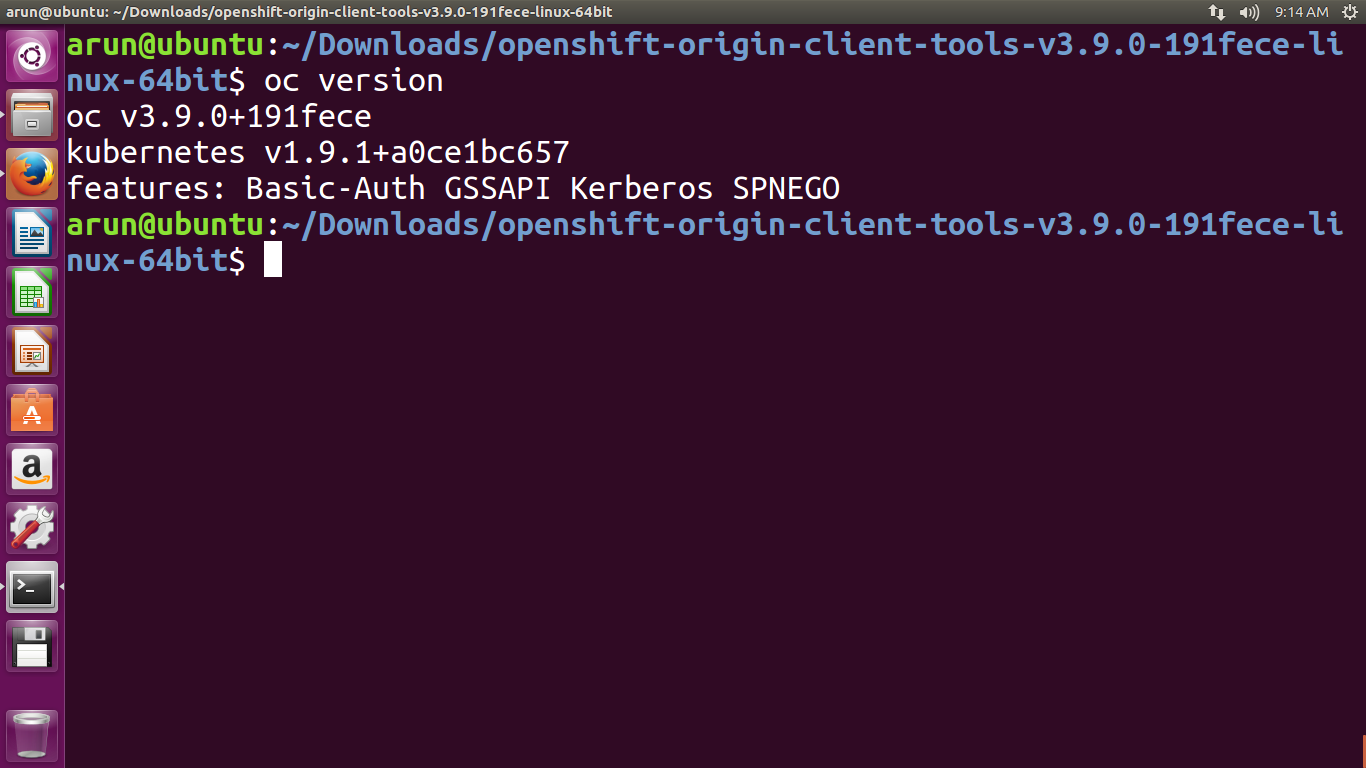 arun@ubuntu: ~/Downloads/openshift-origin-client-tools-v3.9.0-191fece-linux-64bit
9:14 AM
arun@ubuntu:~/Downloads/openshift-origin-client-tools-v3.9.0-191fece-li
nux-64bit$ oc version
oc v3.9.0+191fece
kubernetes v1.9.1+a0ce1bc657
features: Basic-Auth GSSAPI Kerberos SPNEGO
arun@ubuntu:~/Downloads/openshift-origin-client-tools-v3.9.0-191fece-li
nux-64bit$